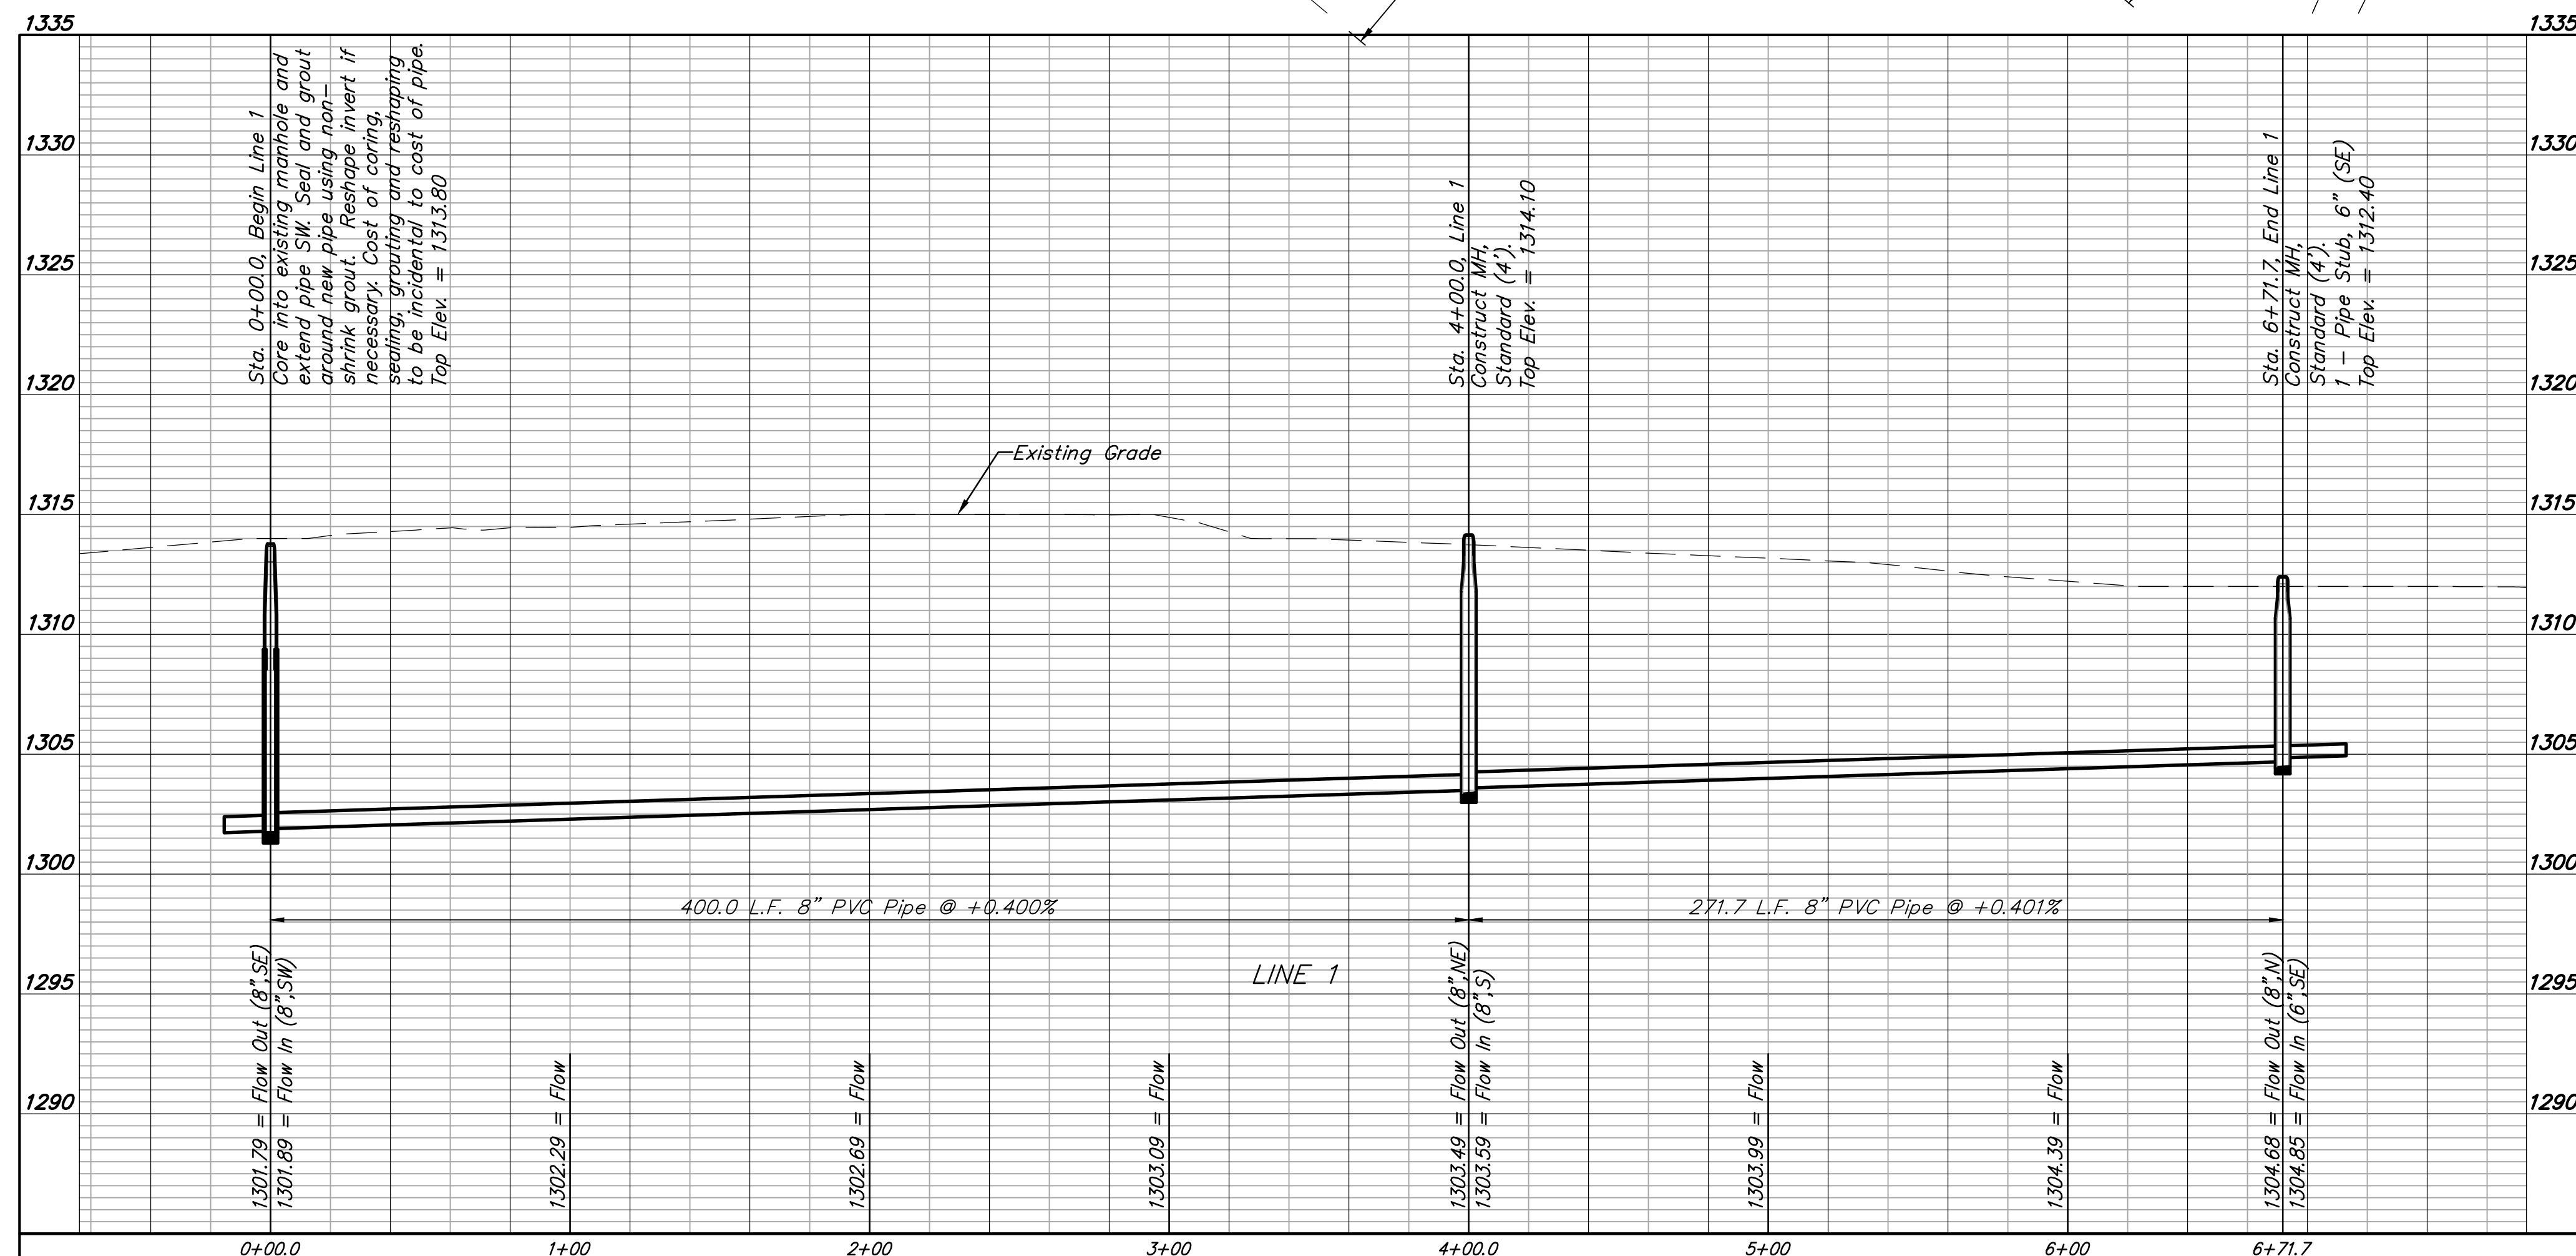 1335
1335
1330
1330
1325
1325
1320
1320
1315
1315
1310
1310
1305
1305
1300
1300
1295
1295
1290
1290
Sta. 0+00.0, Begin Line 1
Core into existing manhole and
extend pipe SW. Seal and grout
around new pipe using non-
shrink grout. Reshape invert if
necessary. Cost of coring,
sealing, grouting and reshaping
to be incidental to cost of pipe.
Top Elev. = 1313.80
Sta. 4+00.0, Line 1
Construct MH,
Standard (4').
Top Elev. = 1314.10
Sta. 6+71.7, End Line 1
Construct MH,
Standard (4').
1 - Pipe Stub, 6" (SE)
Top Elev. = 1312.40
Existing Grade
400.0 L.F. 8" PVC Pipe @ +0.400%
271.7 L.F. 8" PVC Pipe @ +0.401%
LINE 1
1301.79 = Flow Out (8",SE)
1301.89 = Flow In (8",SW)
1302.29 = Flow
1302.69 = Flow
1303.09 = Flow
1303.49 = Flow Out (8",NE)
1303.59 = Flow In (8",S)
1303.99 = Flow
1304.39 = Flow
1304.68 = Flow Out (8",N)
1304.85 = Flow In (6",SE)
0+00.0
1+00
2+00
3+00
4+00.0
5+00
6+00
6+71.7